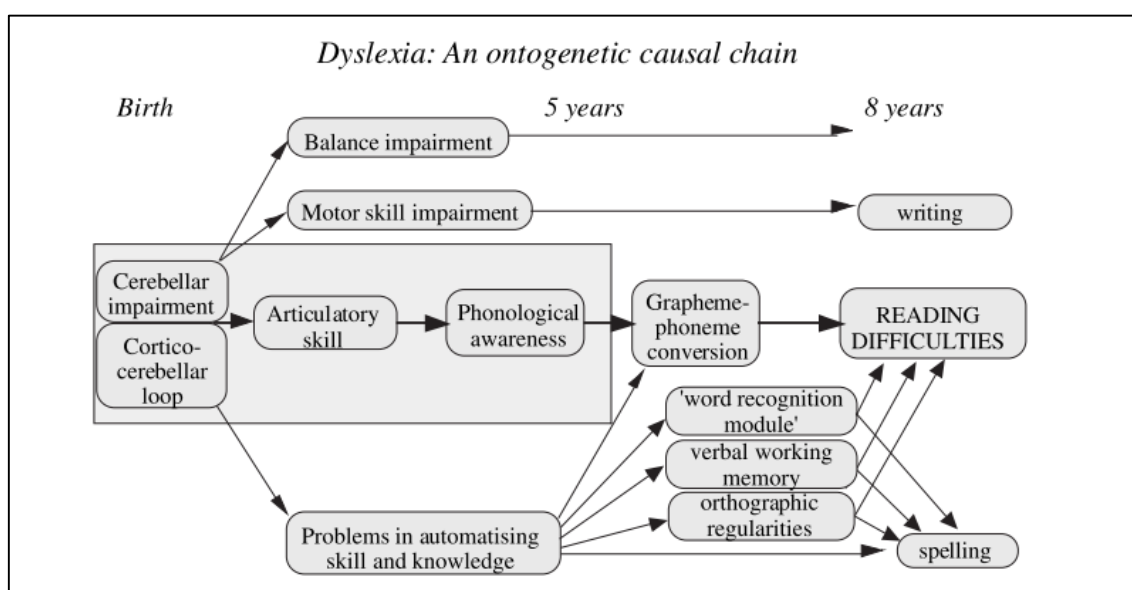 Dyslexia: An ontogenetic causal chain
Birth
5 years
8 years
Balance impairment
Motor skill impairment
writing
Cerebellar
impairment
Cortico-
cerebellar
loop
Articulatory
skill
Phonological
awareness
Grapheme-
phoneme
conversion
READING
DIFFICULTIES
'word recognition
module'
verbal working
memory
orthographic
regularities
Problems in automatising
skill and knowledge
spelling